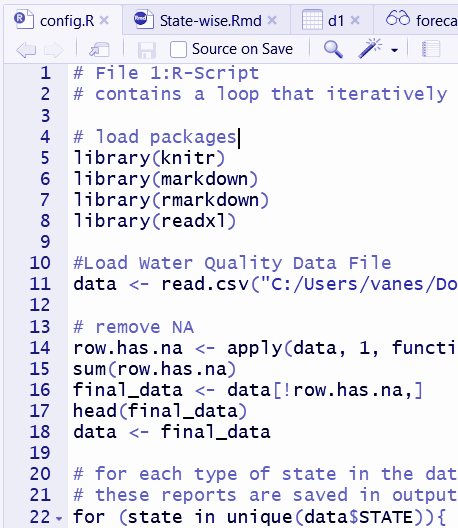 config.R State-wise.Rmd d1 foreca
Source on Save
1 # File 1:R-Script
2 # contains a loop that iteratively
3
4 # load packages
5 library(knitr)
6 library(markdown)
7 library(rmarkdown)
8 library(readxl)
9
10 #Load Water Quality Data File
11 data <- read.csv("C:/Users/vanes/Do
12
13 # remove NA
14 row.has.na <- apply(data, 1, functi
15 sum(row.has.na)
16 final_data <- data[!row.has.na,]
17 head(final_data)
18 data <- final_data
19
20 # for each type of state in the dat
21 # these reports are saved in output
22 for (state in unique(data$STATE)){